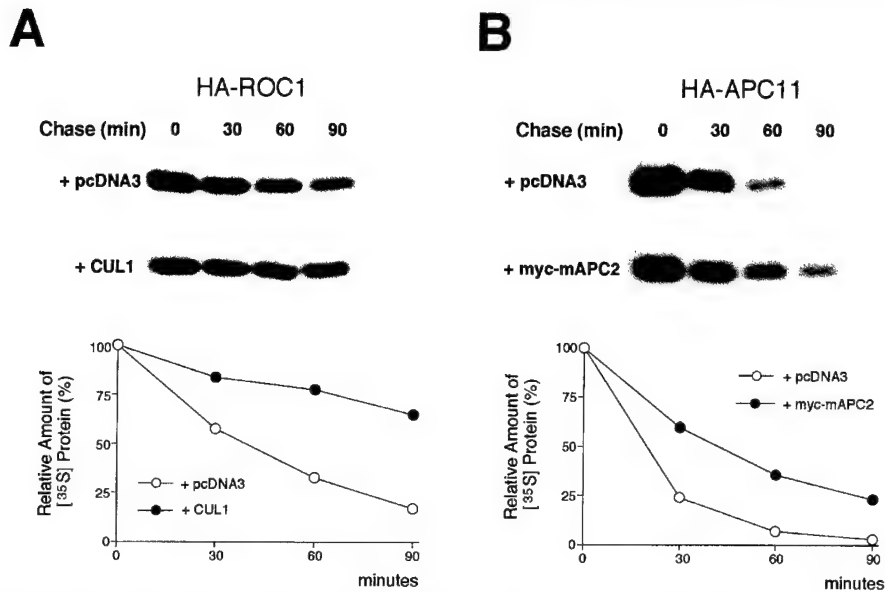 A
HA-ROC1
Chase (min) 0 30 60 90
+ pcDNA3
+ CUL1
Relative Amount of
[³⁵S] Protein (%)
100
75
50
25
0
+ pcDNA3
+ CUL1
0 30 60 90
minutes
B
HA-APC11
Chase (min) 0 30 60 90
+ pcDNA3
+ myc-mAPC2
Relative Amount of
[³⁵S] Protein (%)
100
75
50
25
0
+ pcDNA3
+ myc-mAPC2
0 30 60 90
minutes